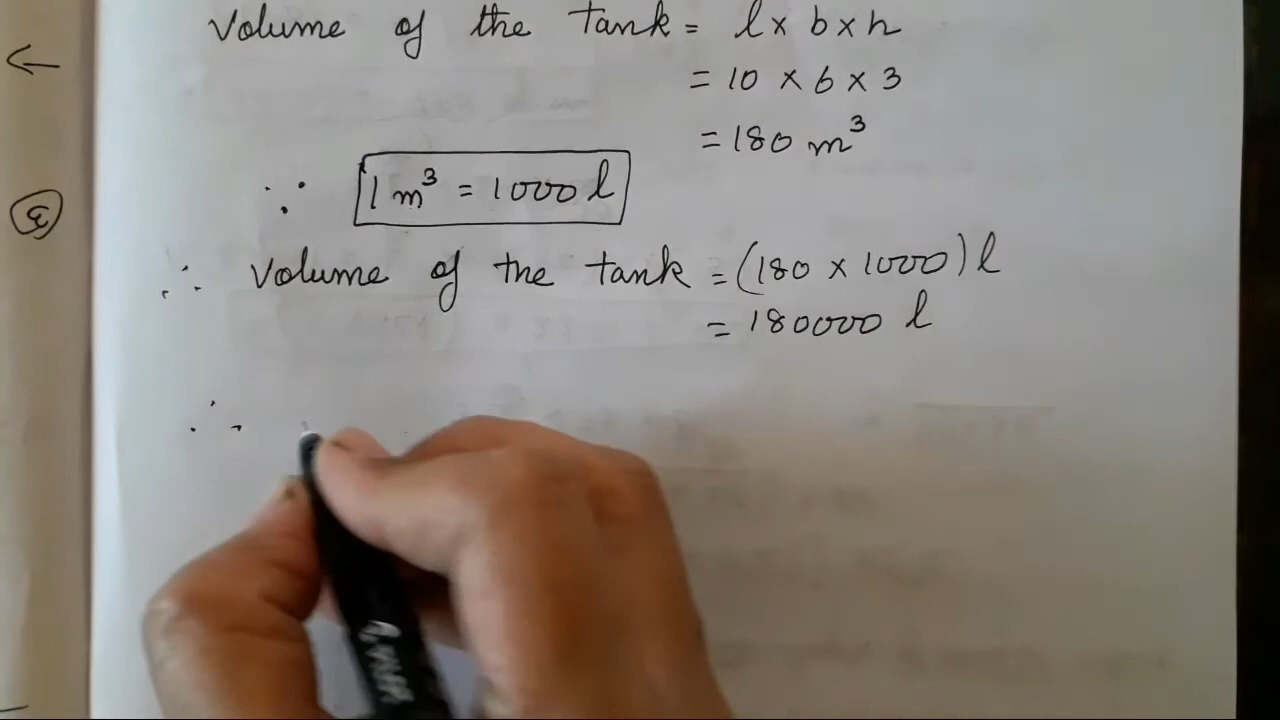 Volume of the Tank = l × b × h
= 10 × 6 × 3
= 180 m³
∵ 1 m³ = 1000 l
∴ Volume of the tank = (180 × 1000) l
= 180000 l
∴